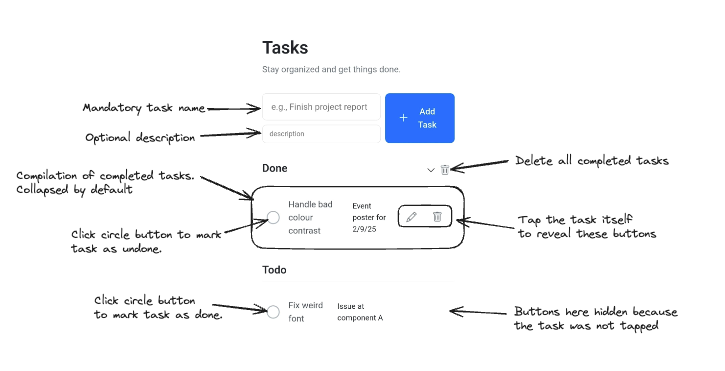 Tasks
Stay organized and get things done.
Mandatory task name
e.g., Finish project report
Add
Task
Optional description
description
Done
Delete all completed tasks
Compilation of completed tasks.
Collapsed by default
Handle bad
colour
contrast
Event
poster for
2/9/25
Tap the task itself
to reveal these buttons
Click circle button to mark
task as undone.
Todo
Click circle button
to mark task as done.
Fix weird
font
Issue at
component A
Buttons here hidden because
the task was not tapped